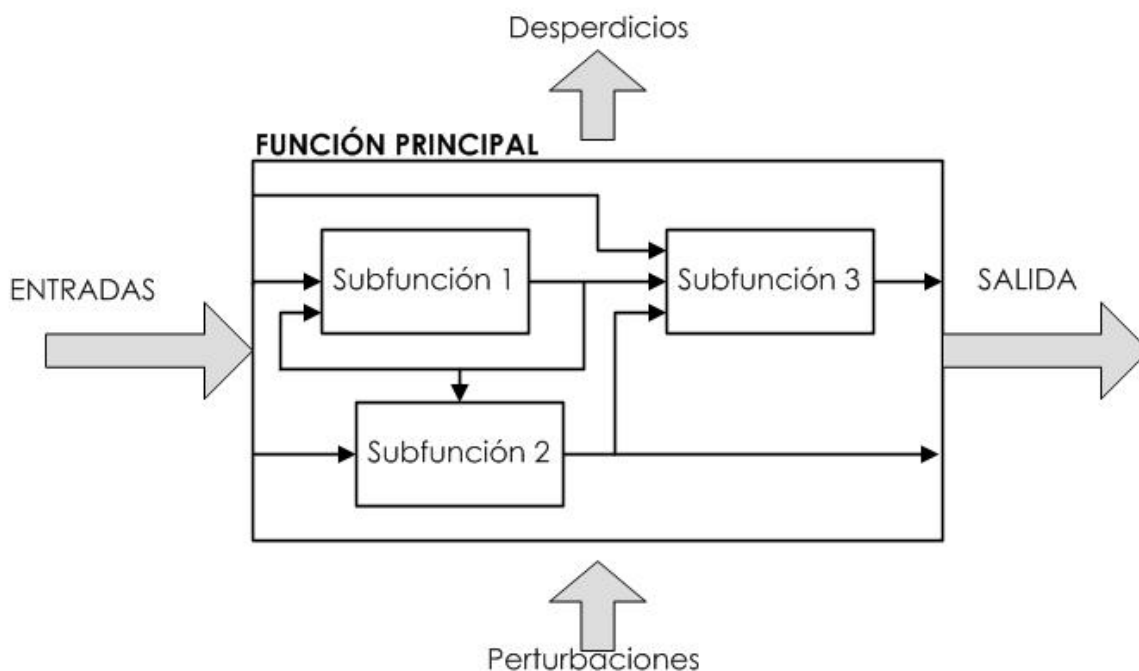 Desperdicios
FUNCIÓN PRINCIPAL
Subfunción 1
Subfunción 3
ENTRADAS
SALIDA
Subfunción 2
Perturbaciones